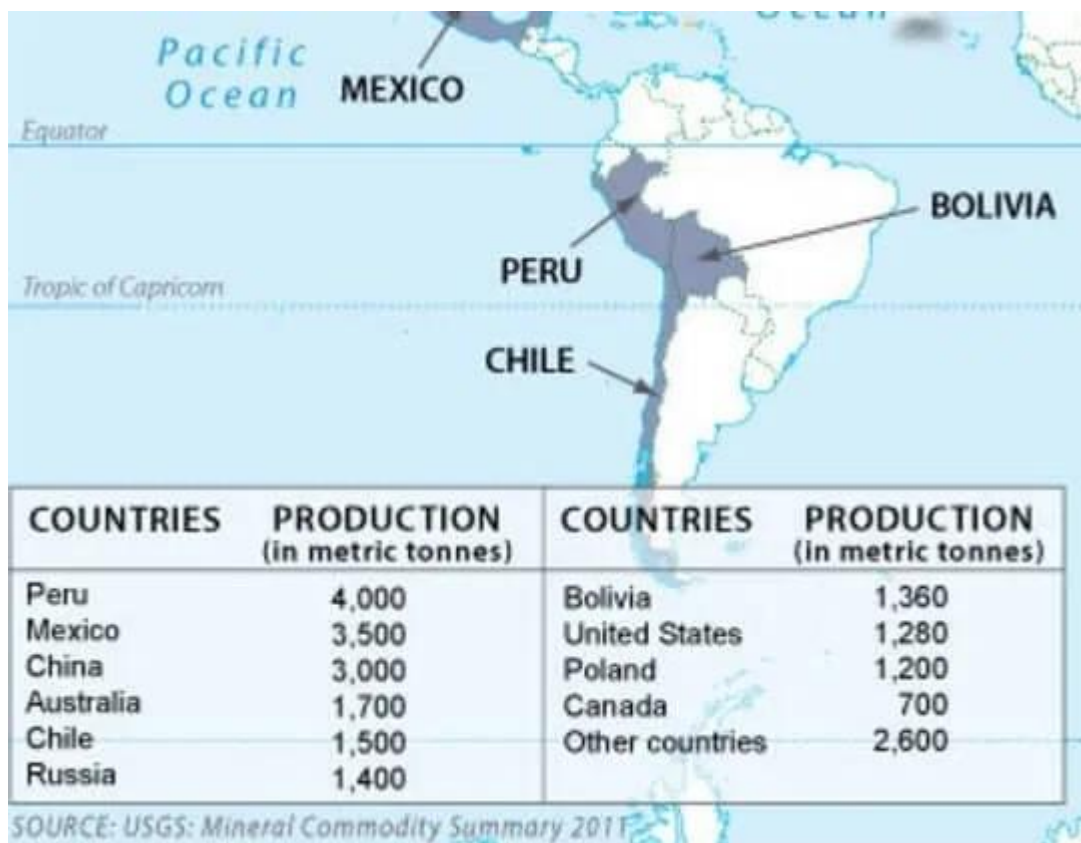 Ocean
Pacific
Ocean
MEXICO
Equator
BOLIVIA
PERU
Tropic of Capricorn
CHILE
COUNTRIES PRODUCTION COUNTRIES PRODUCTION
(in metric tonnes) (in metric tonnes)
Peru 4,000 Bolivia 1,360
Mexico 3,500 United States 1,280
China 3,000 Poland 1,200
Australia 1,700 Canada 700
Chile 1,500 Other countries 2,600
Russia 1,400
SOURCE: USGS: Mineral Commodity Summary 2011